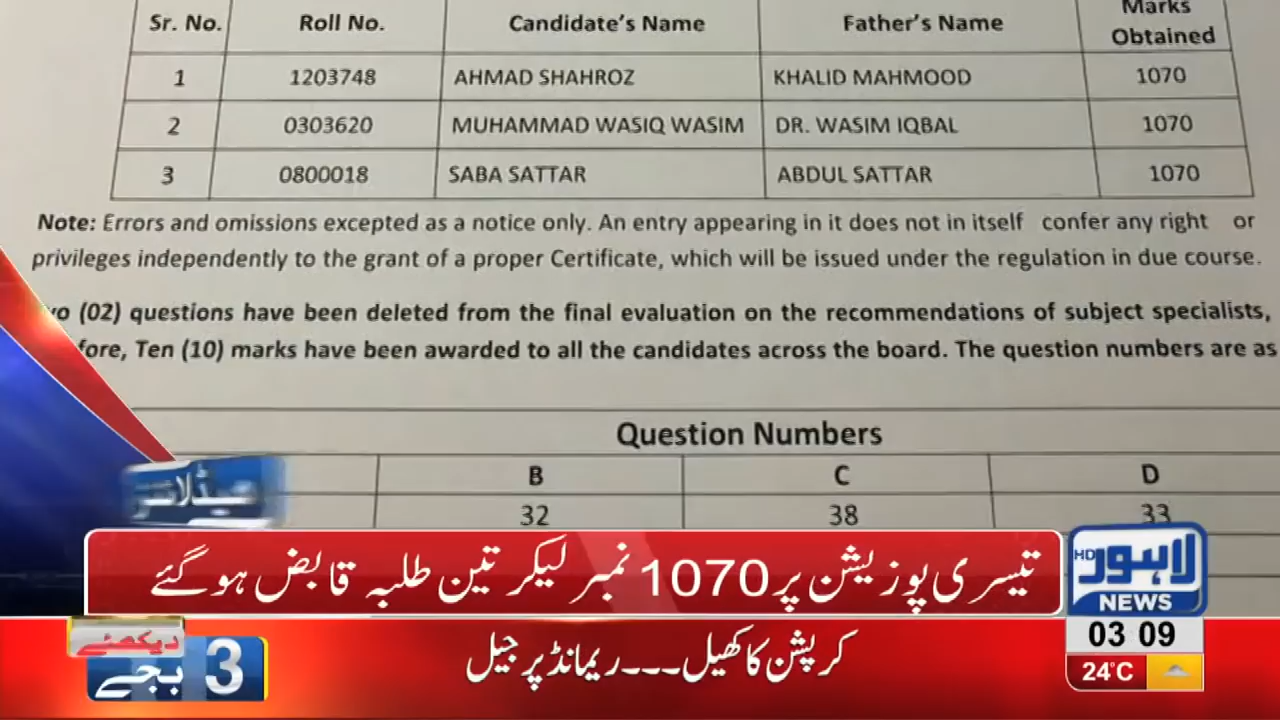 Sr. No. Roll No. Candidate's Name Father's Name Marks Obtained
1 1203748 AHMAD SHAHROZ KHALID MAHMOOD 1070
2 0303620 MUHAMMAD WASIQ WASIM DR. WASIM IQBAL 1070
3 0800018 SABA SATTAR ABDUL SATTAR 1070
Note: Errors and omissions excepted as a notice only. An entry appearing in it does not in itself confer any right or
privileges independently to the grant of a proper Certificate, which will be issued under the regulation in due course.
(02) questions have been deleted from the final evaluation on the recommendations of subject specialists,
fore, Ten (10) marks have been awarded to all the candidates across the board. The question numbers are as
Question Numbers
B C D
32 38 33
ہیڈلائنز
تیسری پوزیشن پر 1070 نمبر لیکر تین طلبہ قابض ہوگئے
لاہور HD
NEWS
03 09
24°C
کرپشن کا کھیل۔۔۔ریمانڈ پر جیل
دیکھئے
3 بجے